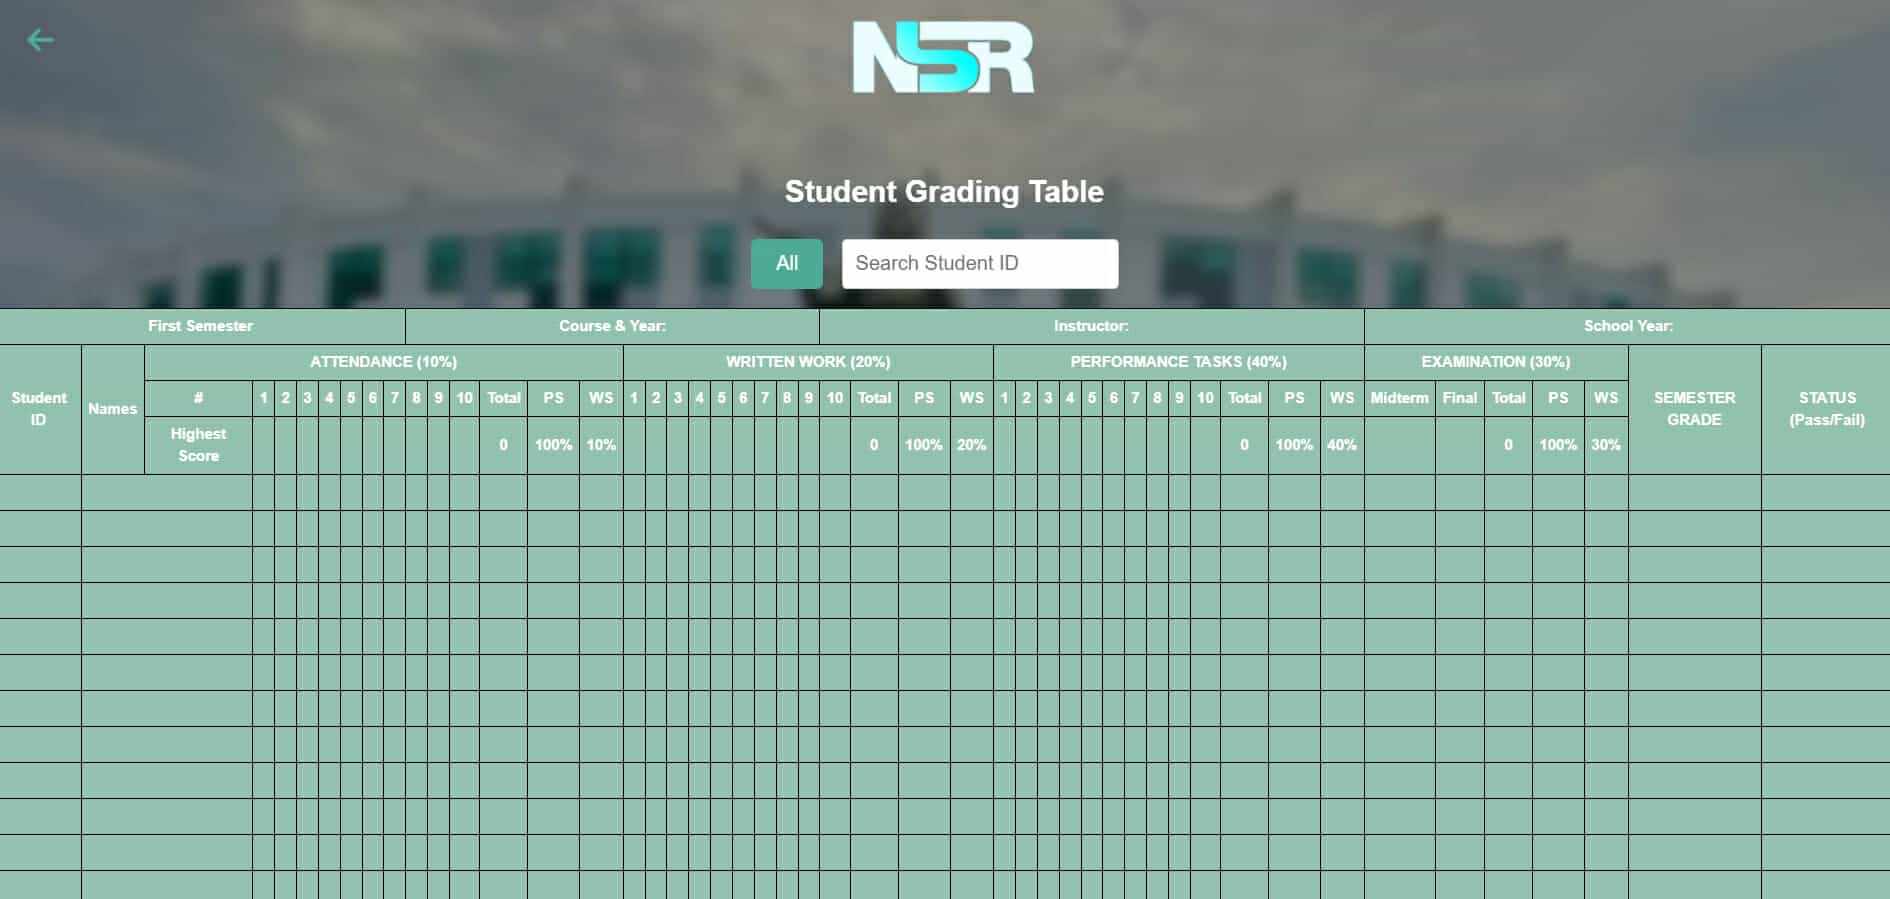 NSR
Student Grading Table
All
Search Student ID
First Semester Course & Year: Instructor: School Year:
Student ID Names ATTENDANCE (10%) WRITTEN WORK (20%) PERFORMANCE TASKS (40%) EXAMINATION (30%) SEMESTER GRADE STATUS (Pass/Fail)
# 1 2 3 4 5 6 7 8 9 10 Total PS WS 1 2 3 4 5 6 7 8 9 10 Total PS WS 1 2 3 4 5 6 7 8 9 10 Total PS WS Midterm Final Total PS WS
Highest Score 0 100% 10% 0 100% 20% 0 100% 40% 0 100% 30%